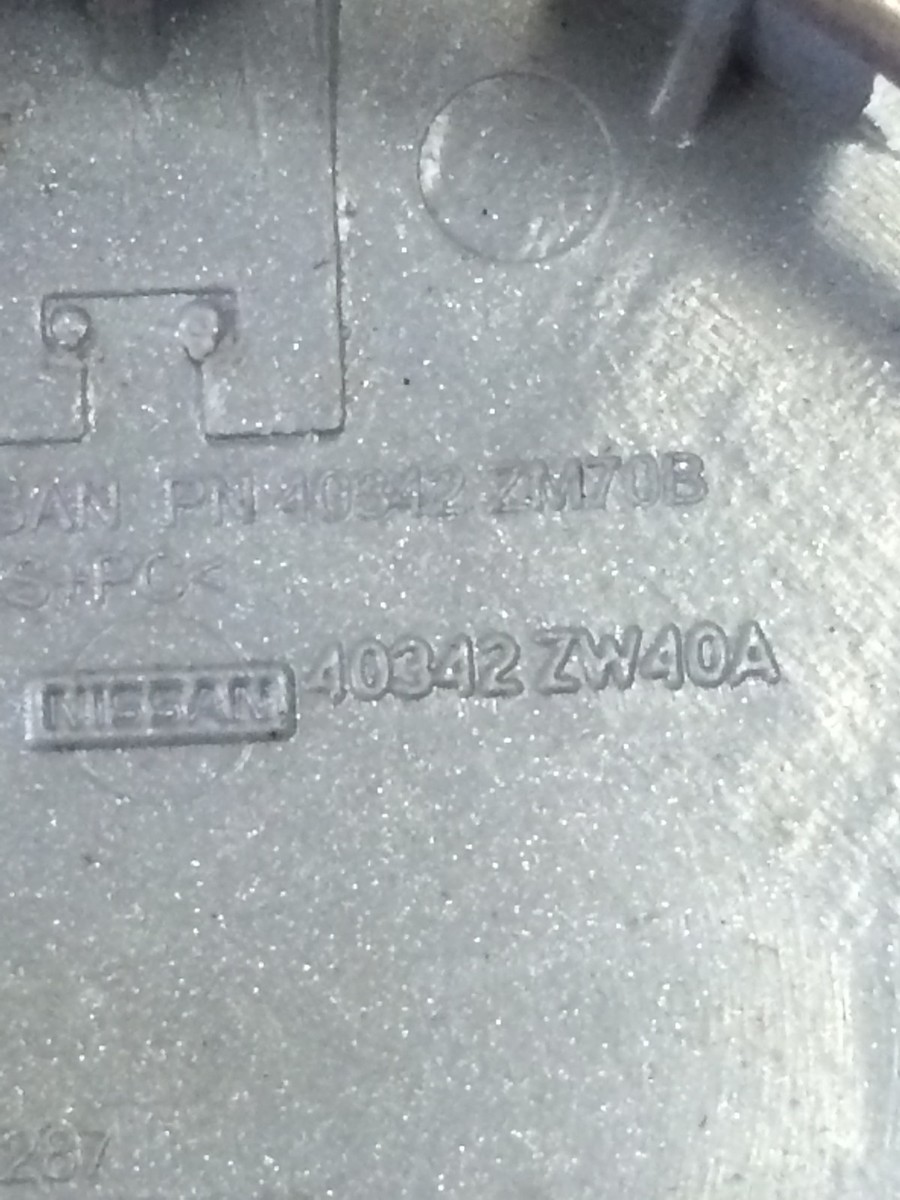 SAN PN 40342 ZM70B
S+PC<
NISSAN 40342 ZW40A
287